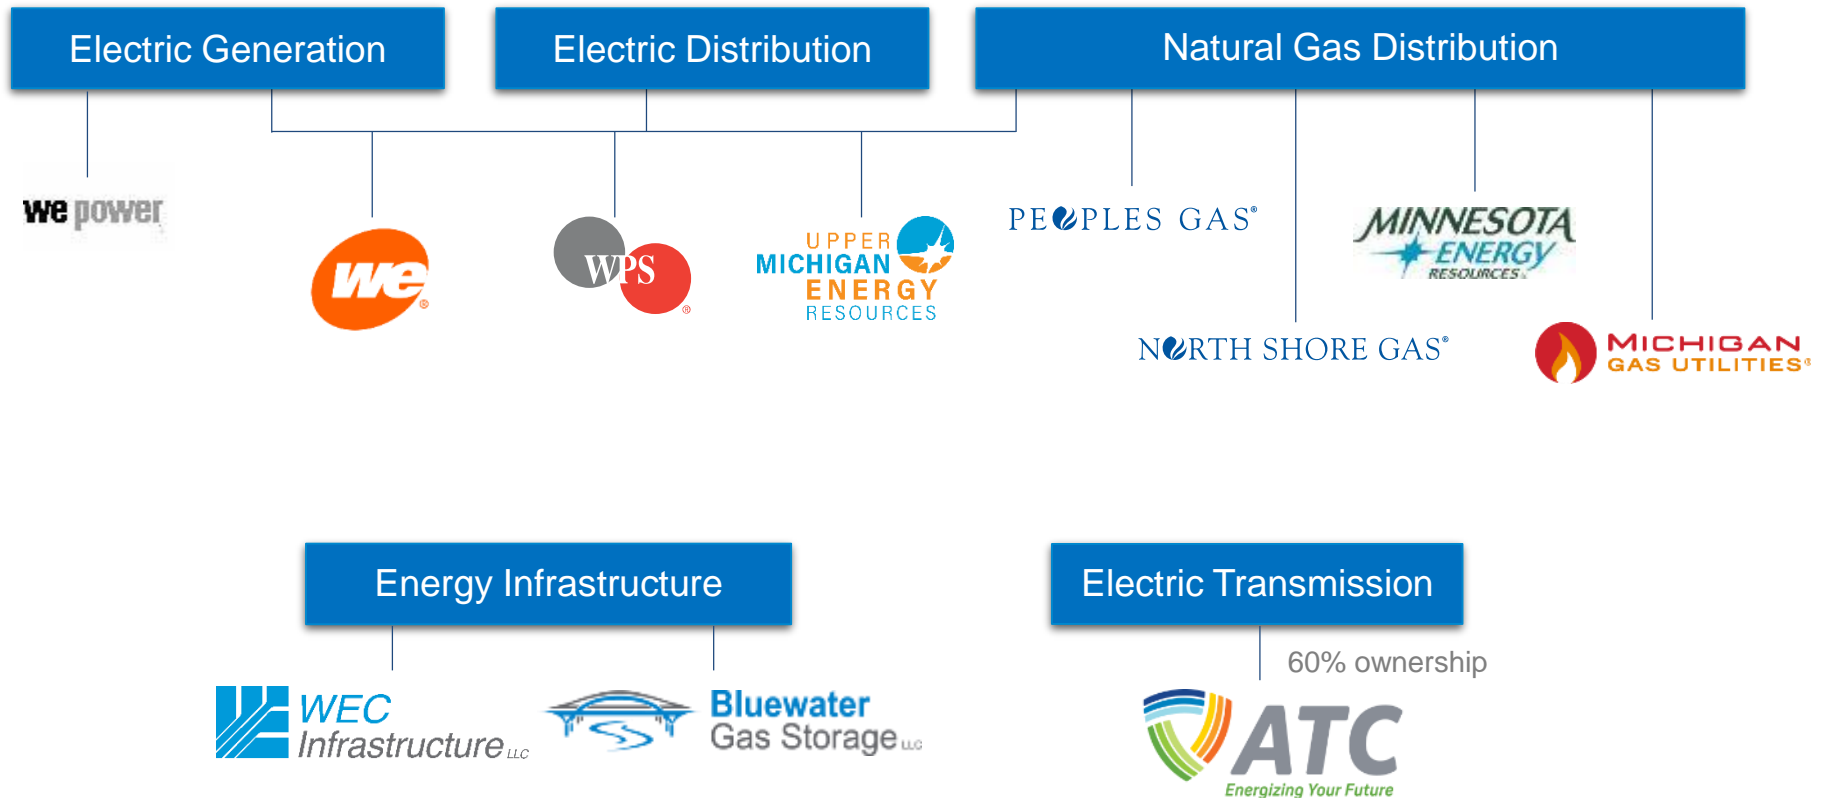 Electric Generation
Electric Distribution
Natural Gas Distribution
we power
we®
WPS®
UPPER
MICHIGAN
ENERGY
RESOURCES
PEOPLES GAS®
MINNESOTA
ENERGY
RESOURCES
NORTH SHORE GAS®
MICHIGAN
GAS UTILITIES®
Energy Infrastructure
Electric Transmission
60% ownership
WEC
Infrastructure LLC
Bluewater
Gas Storage LLC
ATC
Energizing Your Future